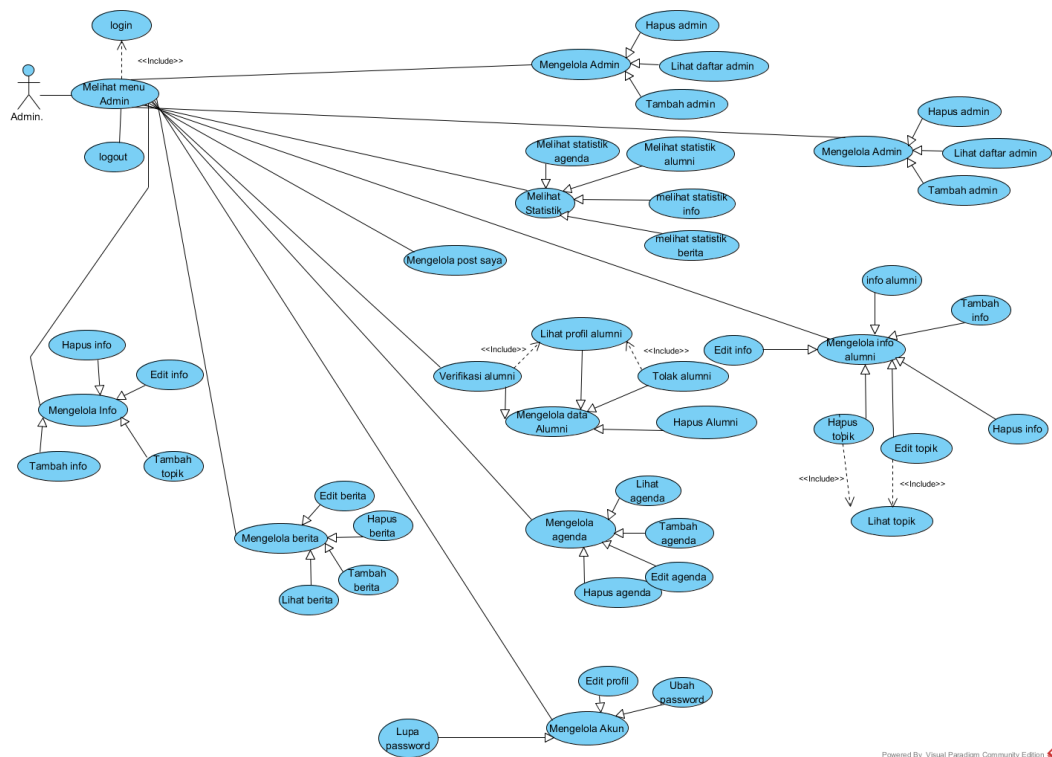 login
<<Include>>
Admin.
Melihat menu
Admin
logout
Mengelola Admin
Hapus admin
Lihat daftar admin
Tambah admin
Mengelola Admin
Hapus admin
Lihat daftar admin
Tambah admin
Melihat statistik
agenda
Melihat statistik
alumni
Melihat
Statistik
melihat statistik
info
melihat statistik
berita
Mengelola post saya
info alumni
Tambah
info
Edit info
Mengelola info
alumni
Hapus
topik
Edit topik
Hapus info
<<Include>>
<<Include>>
Lihat topik
Lihat profil alumni
<<Include>>
<<Include>>
Verifikasi alumni
Tolak alumni
Mengelola data
Alumni
Hapus Alumni
Hapus info
Edit info
Mengelola Info
Tambah info
Tambah
topik
Edit berita
Hapus
berita
Mengelola berita
Tambah
berita
Lihat berita
Lihat
agenda
Mengelola
agenda
Tambah
agenda
Edit agenda
Hapus agenda
Edit profil
Ubah
password
Mengelola Akun
Lupa
password
Powered By Visual Paradigm Community Edition